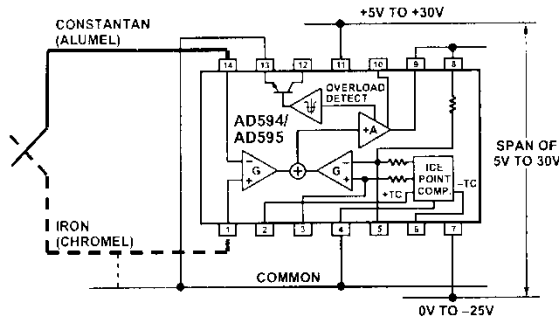 CONSTANTAN
(ALUMEL)
+5V TO +30V
14 13 12 11 10 9 8
OVERLOAD
DETECT
AD594/
AD595
+A
G
G
ICE
POINT
COMP.
+TC
–TC
SPAN OF
5V TO 30V
IRON
(CHROMEL)
1 2 3 4 5 6 7
COMMON
0V TO –25V